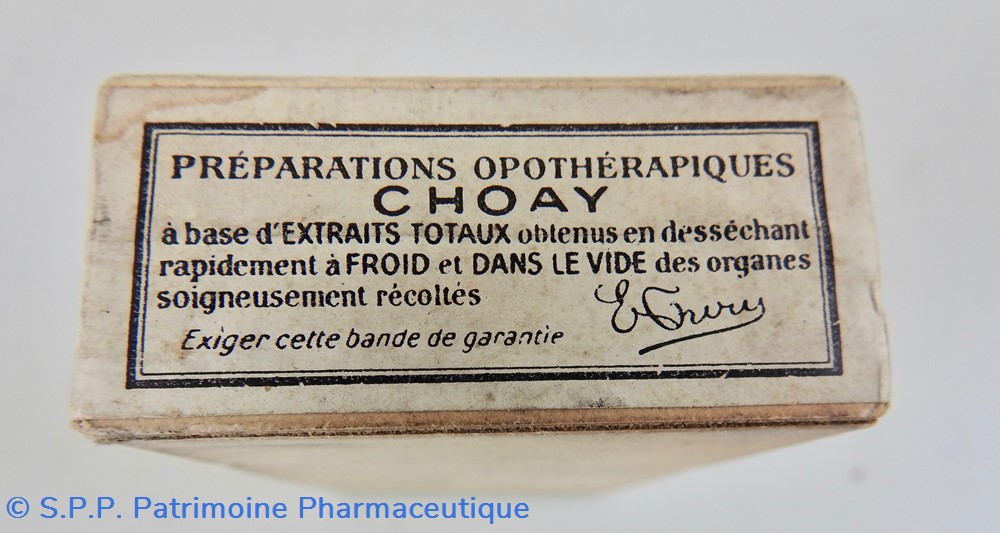 PRÉPARATIONS OPOTHÉRAPIQUES
CHOAY
à base d'EXTRAITS TOTAUX obtenus en desséchant
rapidement à FROID et DANS LE VIDE des organes
soigneusement récoltés
Exiger cette bande de garantie
© S.P.P. Patrimoine Pharmaceutique